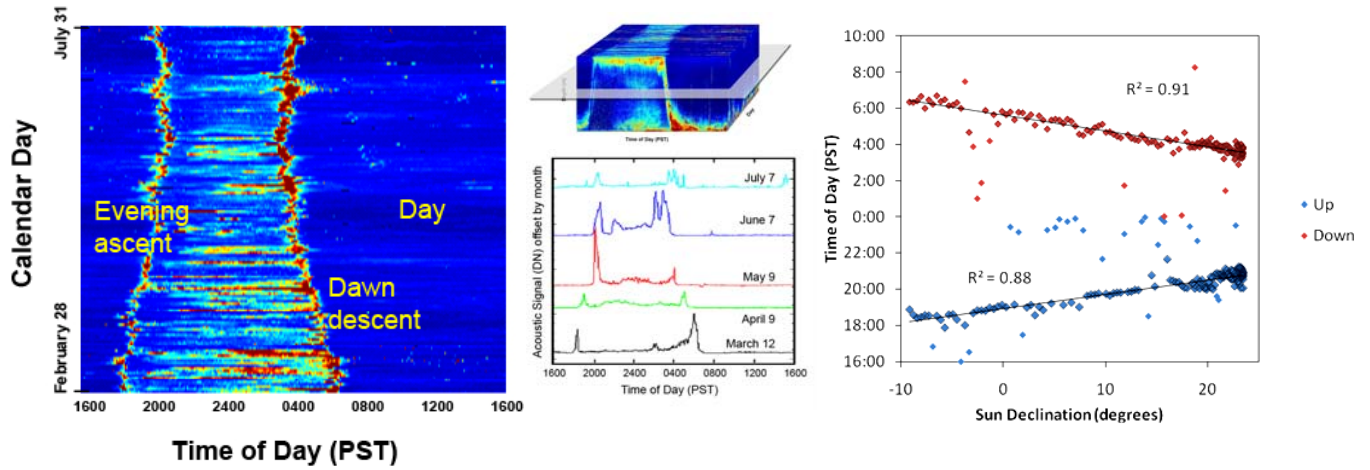 July 31
Calendar Day
February 28
Evening
ascent
Day
Dawn
descent
1600 2000 2400 0400 1200 1600
Time of Day (PST)
Time of Day (PST)
Day
Acoustic Signal (DN) offset by month
July 7
June 7
May 9
April 9
March 12
1600 2000 2400 0400 0800 1200 1600
Time of Day (PST)
Time of Day (PST)
10:00
8:00
6:00
4:00
2:00
0:00
22:00
20:00
18:00
16:00
R² = 0.91
R² = 0.88
-10 0 10 20
Sun Declination (degrees)
Up
Down